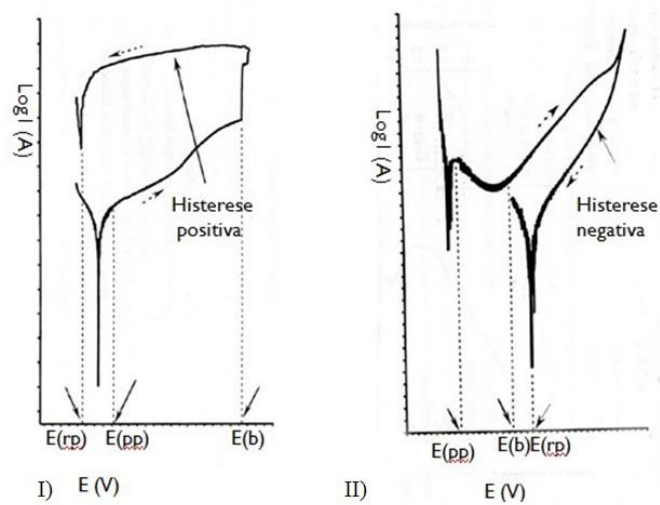 Log I (A)
Histerese
positiva
E(rp)
E(pp)
E(b)
I)
E (V)
Log I (A)
Histerese
negativa
E(pp)
E(b)
E(rp)
II)
E (V)